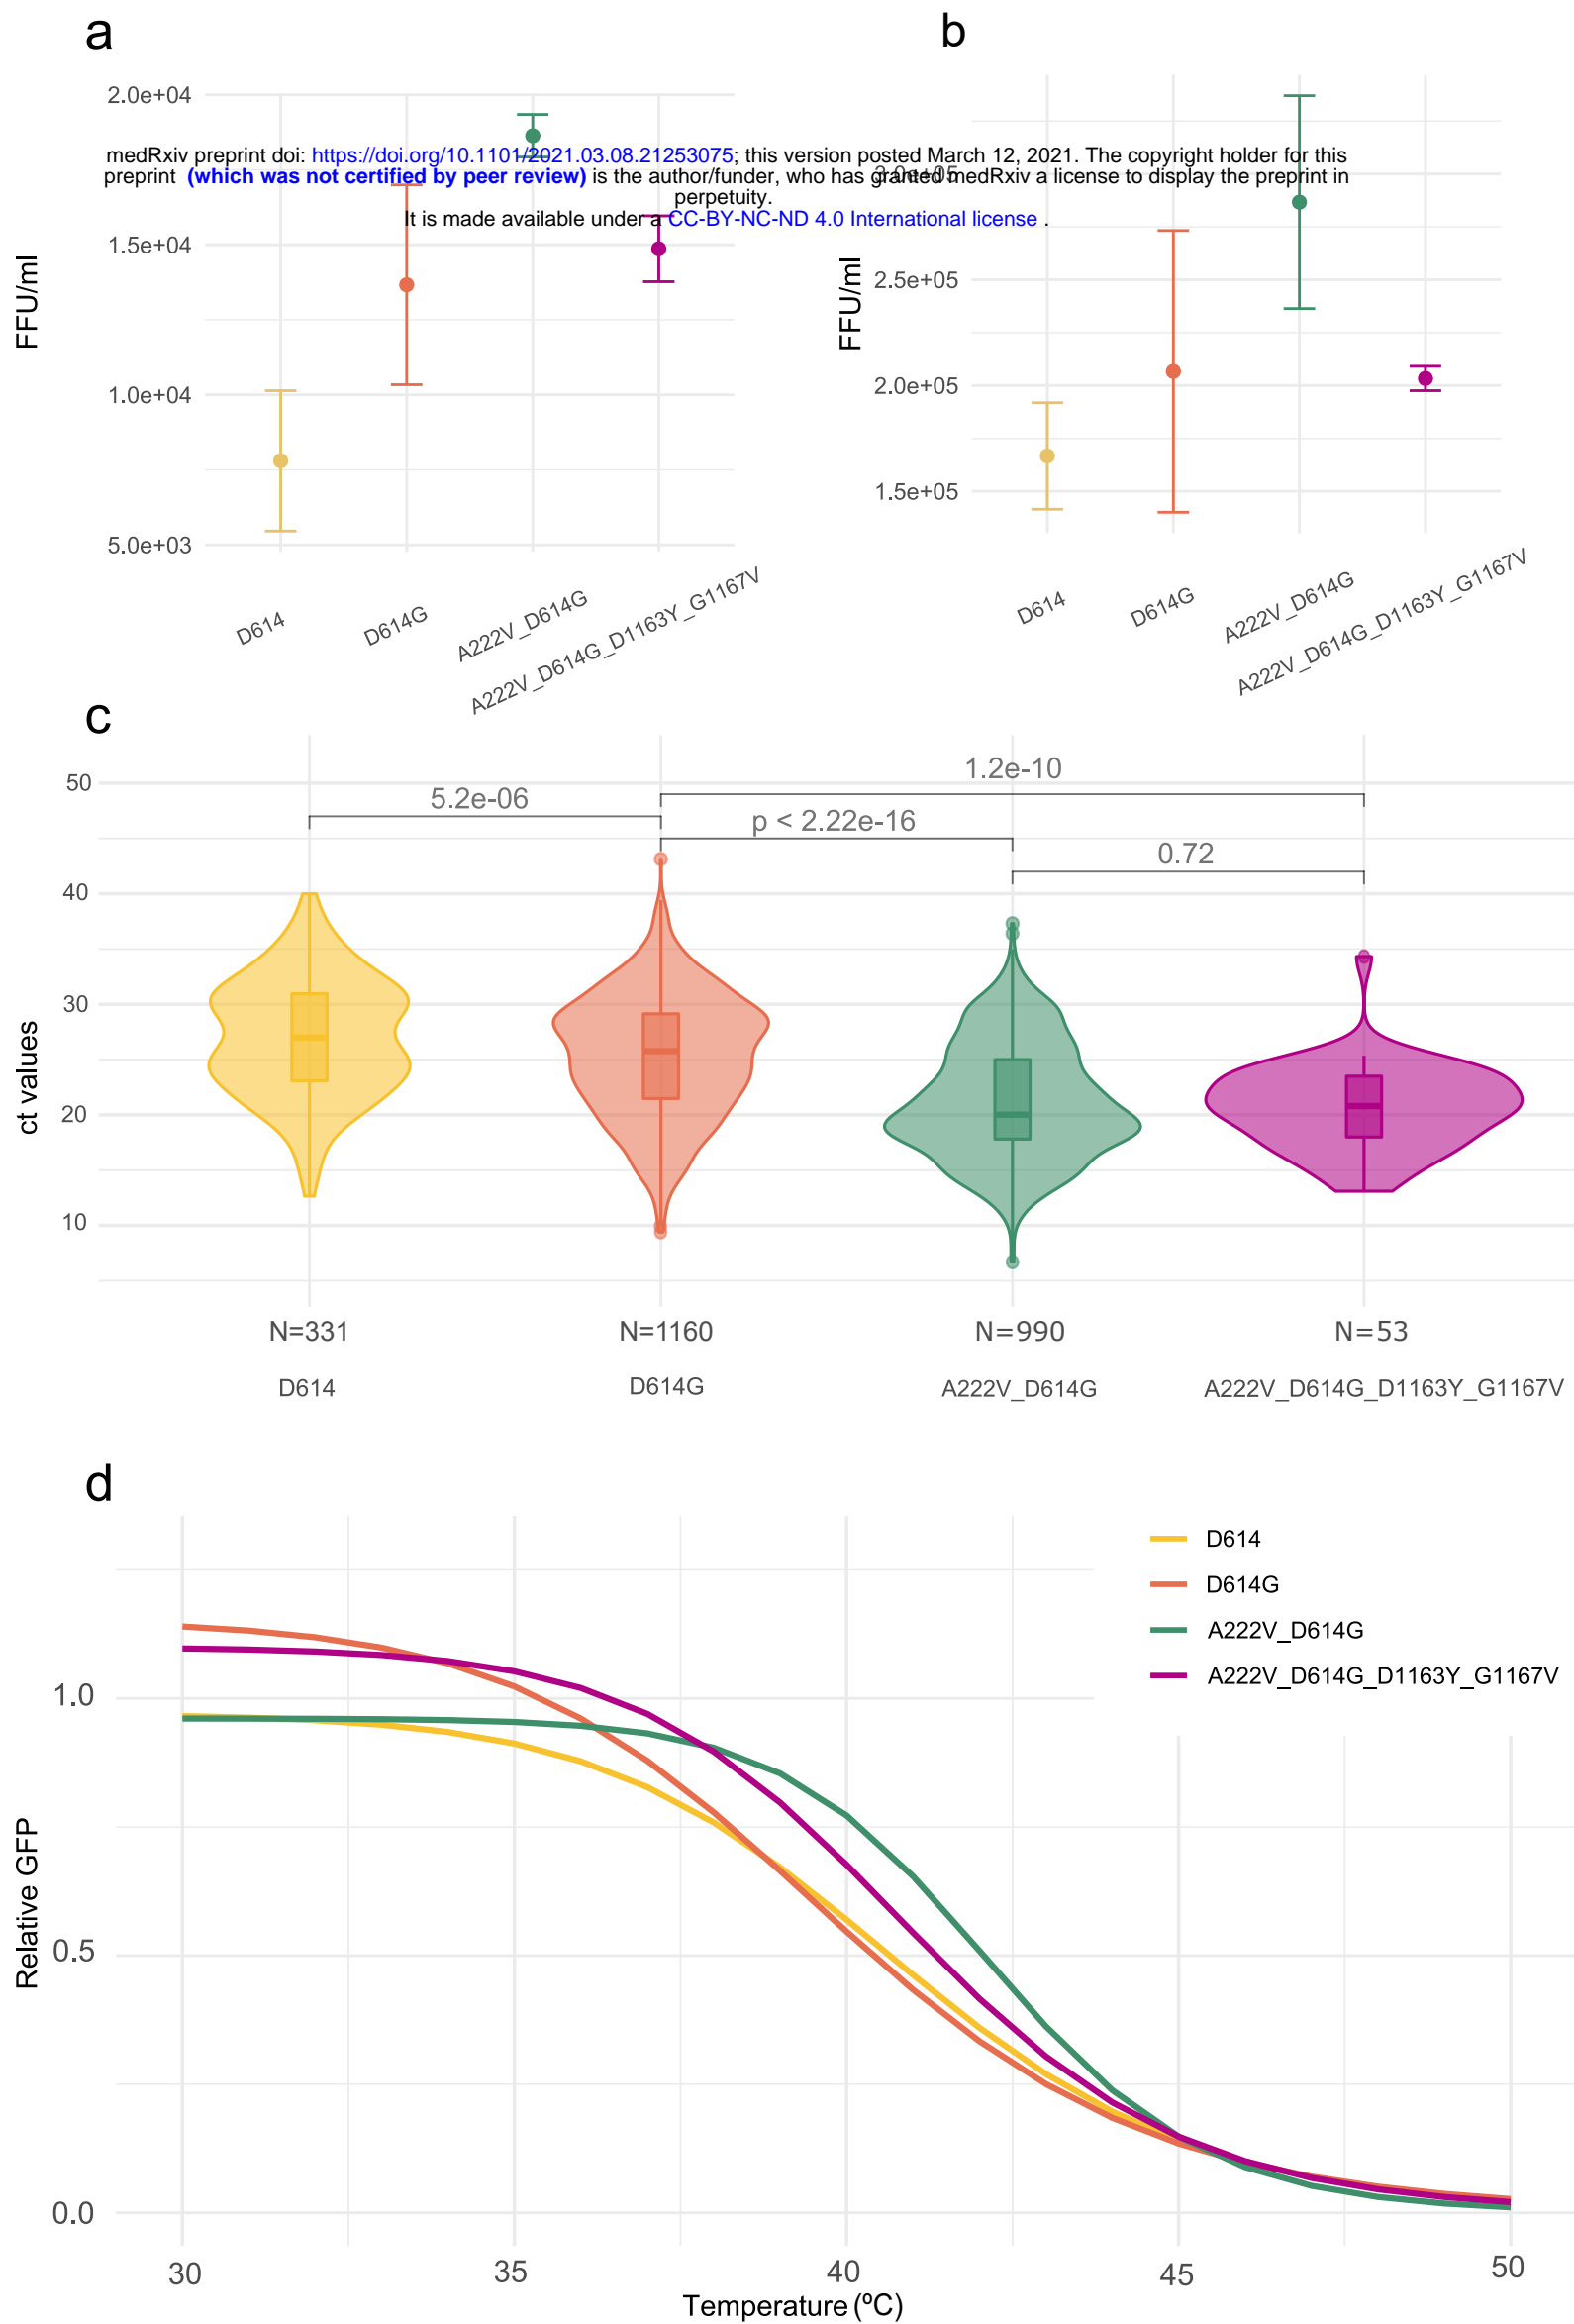 a
b
2.0e+04
1.5e+04
1.0e+04
5.0e+03
FFU/ml
D614
D614G
A222V_D614G
A222V_D614G_D1163Y_G1167V
medRxiv preprint doi: https://doi.org/10.1101/2021.03.08.21253075; this version posted March 12, 2021. The copyright holder for this
preprint (which was not certified by peer review) is the author/funder, who has granted medRxiv a license to display the preprint in
perpetuity.
It is made available under a CC-BY-NC-ND 4.0 International license .
3.0e+05
2.5e+05
2.0e+05
1.5e+05
FFU/ml
D614
D614G
A222V_D614G
A222V_D614G_D1163Y_G1167V
c
50
40
30
20
10
ct values
1.2e-10
5.2e-06
p < 2.22e-16
0.72
N=331
N=1160
N=990
N=53
D614
D614G
A222V_D614G
A222V_D614G_D1163Y_G1167V
d
D614
D614G
A222V_D614G
A222V_D614G_D1163Y_G1167V
1.0
0.5
0.0
Relative GFP
30
35
40
45
50
Temperature (ºC)